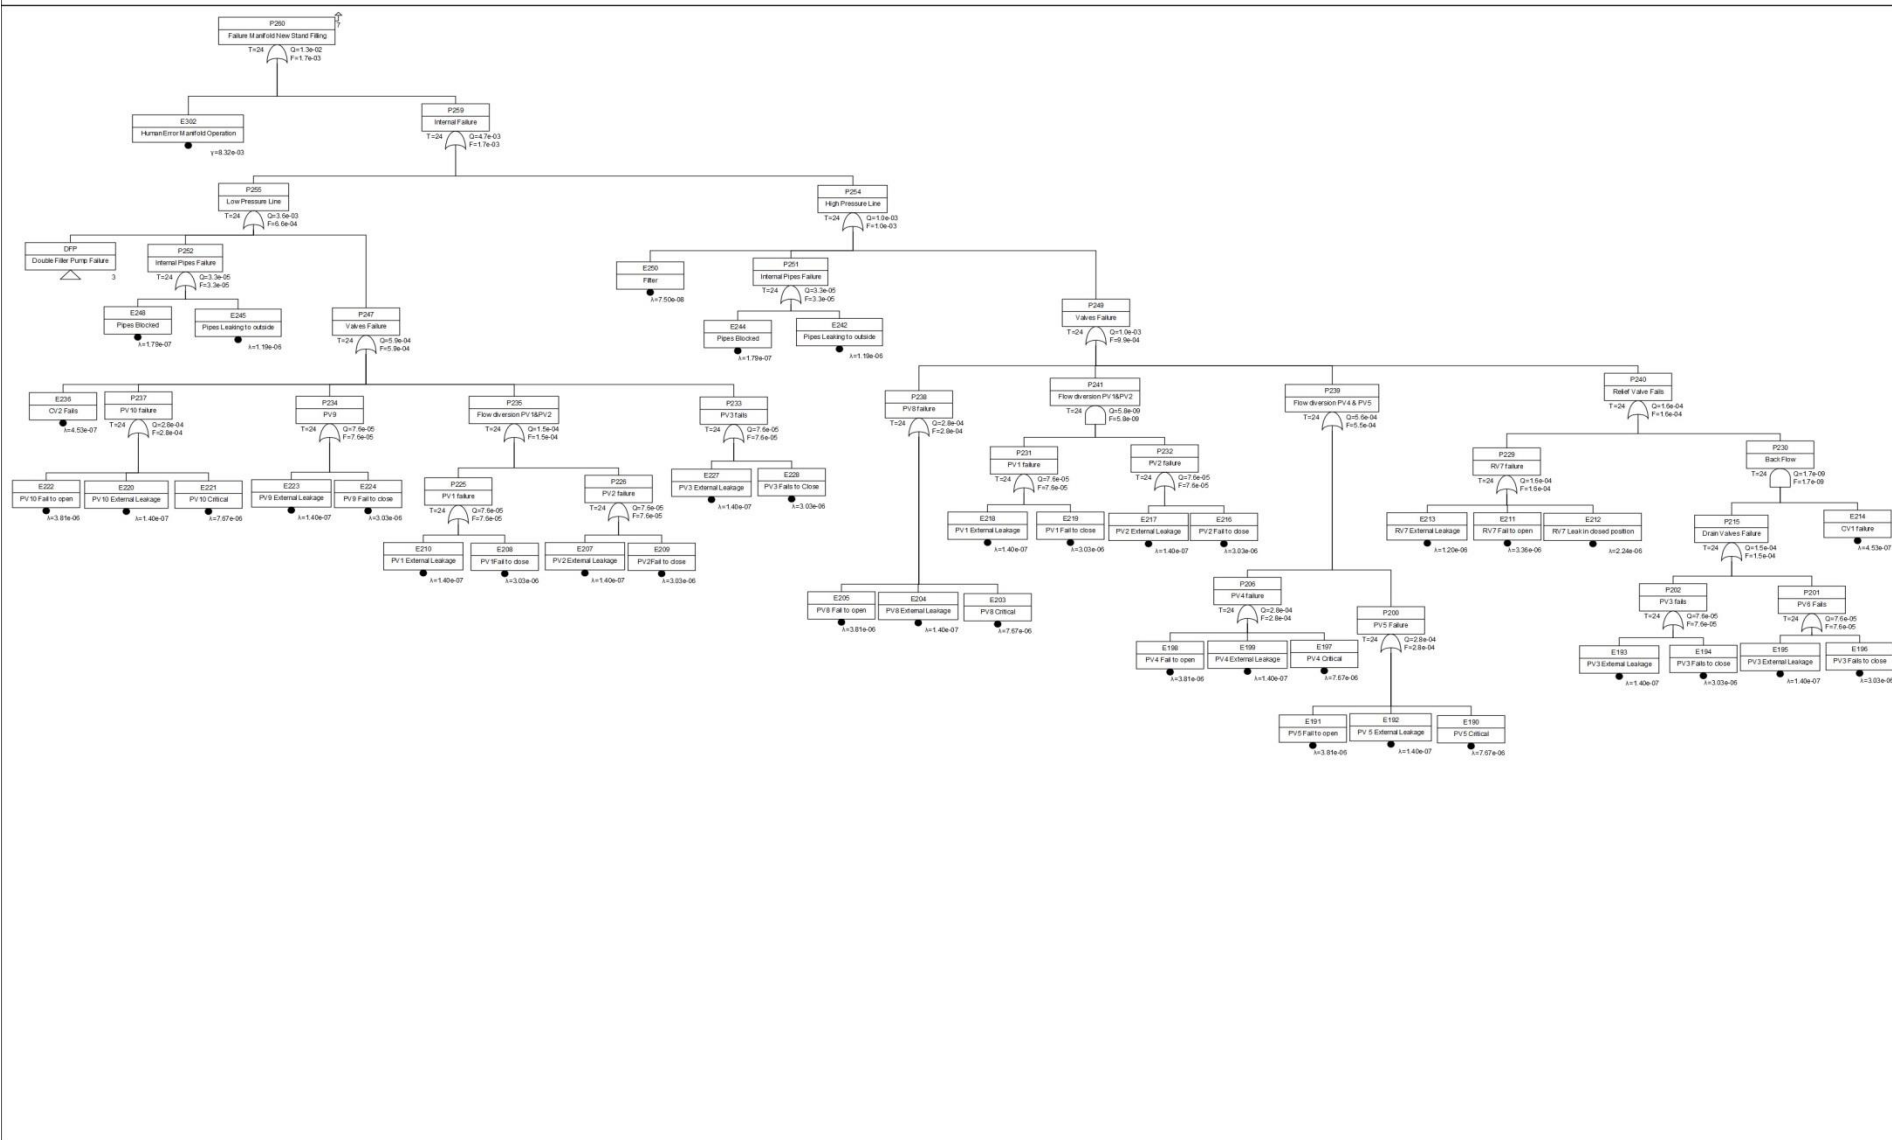 P260
7
Failure Manifold New Stand Filling
T=24
Q=1.3e-02
F=1.7e-03
E302
Human Error Manifold Operation
γ=8.32e-03
P259
Internal Failure
T=24
Q=4.7e-03
F=1.7e-03
P255
Low Pressure Line
T=24
Q=3.6e-03
F=6.6e-04
P254
High Pressure Line
T=24
Q=1.0e-03
F=1.0e-03
DFP
Double Filler Pump Failure
3
P252
Internal Pipes Failure
T=24
Q=3.3e-05
F=3.3e-05
E248
Pipes Blocked
λ=1.79e-07
E245
Pipes Leaking to outside
λ=1.19e-06
P247
Valves Failure
T=24
Q=5.9e-04
F=5.9e-04
E250
Filter
λ=7.50e-08
P251
Internal Pipes Failure
T=24
Q=3.3e-05
F=3.3e-05
E244
Pipes Blocked
λ=1.79e-07
E242
Pipes Leaking to outside
λ=1.19e-06
P249
Valves Failure
T=24
Q=1.0e-03
F=9.9e-04
E236
CV2 Fails
λ=4.53e-07
P237
PV10 failure
T=24
Q=2.8e-04
F=2.8e-04
P234
PV9
T=24
Q=7.6e-05
F=7.6e-05
P235
Flow diversion PV1&PV2
T=24
Q=1.5e-04
F=1.5e-04
P233
PV3 fails
T=24
Q=7.6e-05
F=7.6e-05
E222
PV10 Fail to open
λ=3.81e-06
E220
PV10 External Leakage
λ=1.40e-07
E221
PV10 Critical
λ=7.67e-06
E223
PV9 External Leakage
λ=1.40e-07
E224
PV9 Fail to close
λ=3.03e-06
P225
PV1 failure
T=24
Q=7.6e-05
F=7.6e-05
P226
PV2 failure
T=24
Q=7.6e-05
F=7.6e-05
E227
PV3 External Leakage
λ=1.40e-07
E228
PV3 Fails to Close
λ=3.03e-06
E210
PV1 External Leakage
λ=1.40e-07
E208
PV1Fail to close
λ=3.03e-06
E207
PV2 External Leakage
λ=1.40e-07
E209
PV2Fail to close
λ=3.03e-06
P238
PV8 failure
T=24
Q=2.8e-04
F=2.8e-04
P241
Flow diversion PV1&PV2
T=24
Q=5.8e-09
F=5.8e-09
P239
Flow diversion PV4 & PV5
T=24
Q=5.6e-04
F=5.5e-04
P240
Relief Valve Fails
T=24
Q=1.6e-04
F=1.6e-04
P231
PV1 failure
T=24
Q=7.6e-05
F=7.6e-05
P232
PV2 failure
T=24
Q=7.6e-05
F=7.6e-05
P229
RV7 failure
T=24
Q=1.6e-04
F=1.6e-04
P230
Back Flow
T=24
Q=1.7e-09
F=1.7e-09
E218
PV1 External Leakage
λ=1.40e-07
E219
PV1 Fail to close
λ=3.03e-06
E217
PV2 External Leakage
λ=1.40e-07
E216
PV2 Fail to close
λ=3.03e-06
E213
RV7 External Leakage
λ=1.20e-06
E211
RV7 Fail to open
λ=3.36e-06
E212
RV7 Leak in closed position
λ=2.24e-06
P215
Drain Valves Failure
T=24
Q=1.5e-04
F=1.5e-04
E214
CV1 failure
λ=4.53e-07
E205
PV8 Fail to open
λ=3.81e-06
E204
PV8 External Leakage
λ=1.40e-07
E203
PV8 Critical
λ=7.67e-06
P206
PV4 failure
T=24
Q=2.8e-04
F=2.8e-04
P200
PV5 Failure
T=24
Q=2.8e-04
F=2.8e-04
P202
PV3 fails
T=24
Q=7.6e-05
F=7.6e-05
P201
PV6 Fails
T=24
Q=7.6e-05
F=7.6e-05
E198
PV4 Fail to open
λ=3.81e-06
E199
PV4 External Leakage
λ=1.40e-07
E197
PV4 Critical
λ=7.67e-06
E193
PV3 External Leakage
λ=1.40e-07
E194
PV3 Fails to close
λ=3.03e-06
E195
PV3 External Leakage
λ=1.40e-07
E196
PV3 Fails to close
λ=3.03e-06
E191
PV5 Fail to open
λ=3.81e-06
E192
PV 5 External Leakage
λ=1.40e-07
E190
PV5 Critical
λ=7.67e-06